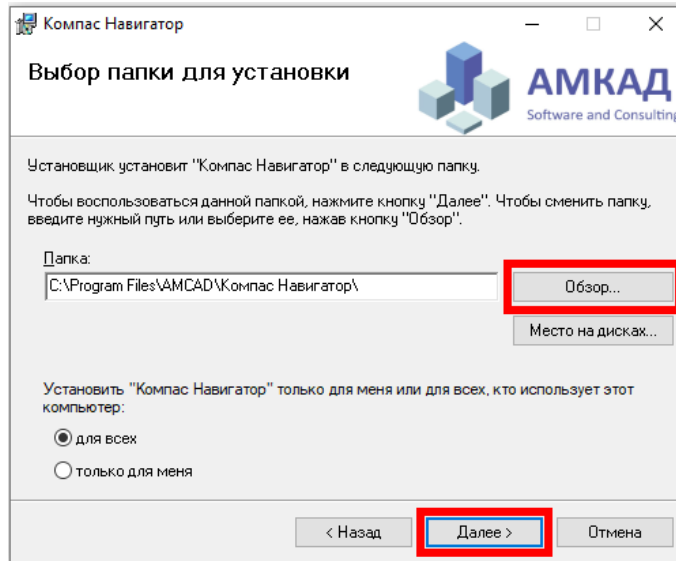 Компас Навигатор
Выбор папки для установки
АМКАД
Software and Consulting
Установщик установит "Компас Навигатор" в следующую папку.
Чтобы воспользоваться данной папкой, нажмите кнопку "Далее". Чтобы сменить папку,
введите нужный путь или выберите ее, нажав кнопку "Обзор".
Папка:
C:\Program Files\AMCAD\Компас Навигатор\
Обзор...
Место на дисках...
Установить "Компас Навигатор" только для меня или для всех, кто использует этот
компьютер:
для всех
только для меня
< Назад
Далее >
Отмена